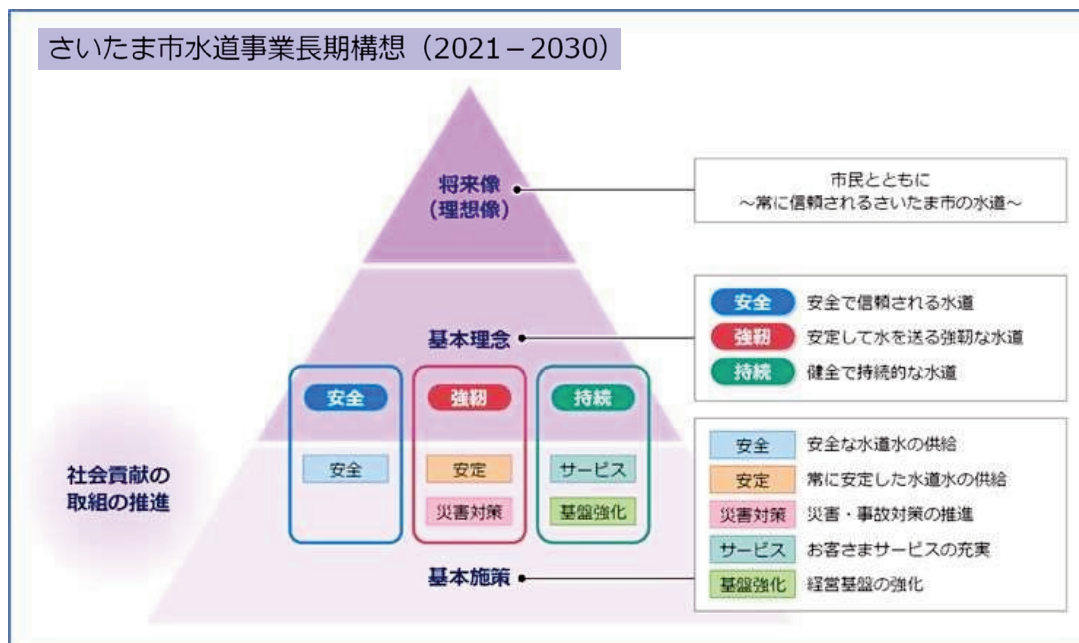 さいたま市水道事業長期構想（2021－2030）
将来像
(理想像)
市民とともに
～常に信頼されるさいたま市の水道～
基本理念
安全 安全で信頼される水道
強靭 安定して水を送る強靭な水道
持続 健全で持続的な水道
安全 強靭 持続
安全 安定 サービス
災害対策 基盤強化
社会貢献の
取組の推進
基本施策
安全 安全な水道水の供給
安定 常に安定した水道水の供給
災害対策 災害・事故対策の推進
サービス お客さまサービスの充実
基盤強化 経営基盤の強化